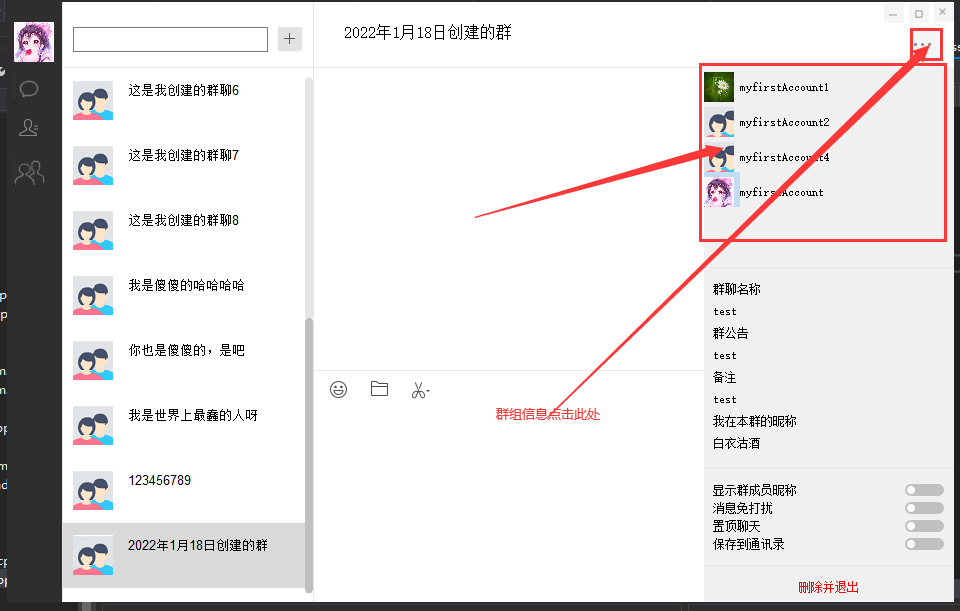 2022年1月18日创建的群
这是我创建的群聊6
这是我创建的群聊7
这是我创建的群聊8
我是傻傻的哈哈哈哈
你也是傻傻的，是吧
我是世界上最鑫的人呀
123456789
2022年1月18日创建的群
群组信息点击此处
myfirstAccount1
myfirstAccount2
myfirstAccount4
myfirstAccount
群聊名称
test
群公告
test
备注
test
我在本群的昵称
白衣沽酒
显示群成员昵称
消息免打扰
置顶聊天
保存到通讯录
删除并退出